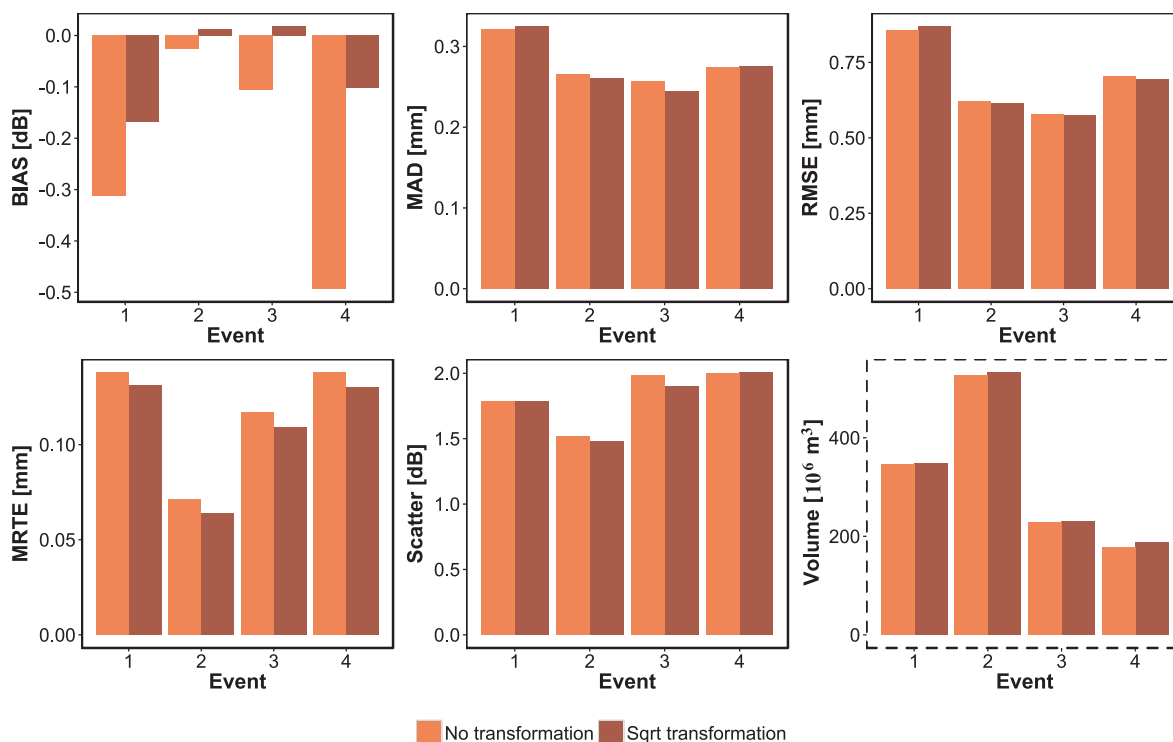 BIAS [dB]
0.0
-0.1
-0.2
-0.3
-0.4
-0.5
1 2 3 4
Event
MAD [mm]
0.3
0.2
0.1
0.0
1 2 3 4
Event
RMSE [mm]
0.75
0.50
0.25
0.00
1 2 3 4
Event
MRTE [mm]
0.10
0.05
0.00
1 2 3 4
Event
Scatter [dB]
2.0
1.5
1.0
0.5
0.0
1 2 3 4
Event
Volume [10⁶ m³]
400
200
0
1 2 3 4
Event
No transformation Sqrt transformation